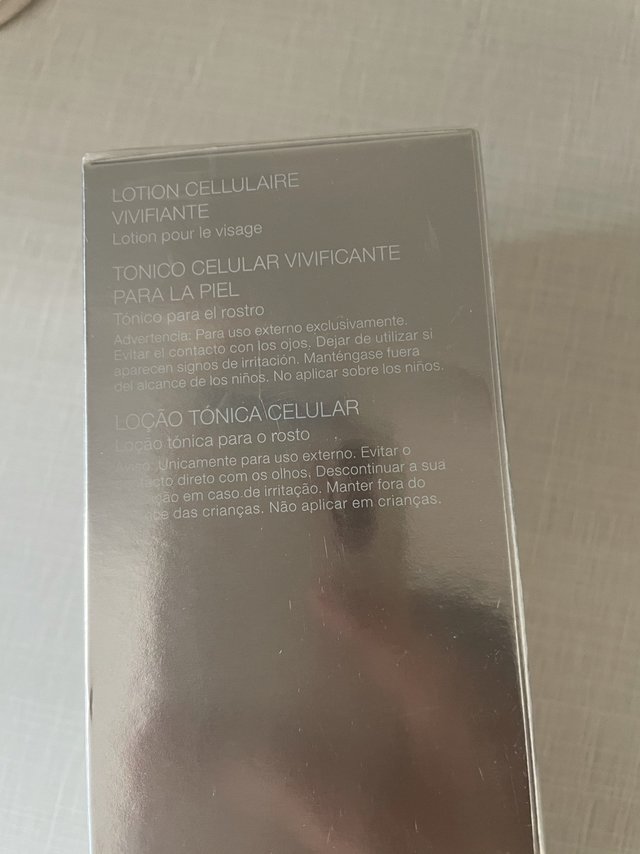 LOTION CELLULAIRE
VIVIFIANTE
Lotion pour le visage
TONICO CELULAR VIVIFICANTE
PARA LA PIEL
Tónico para el rostro
Advertencia: Para uso externo exclusivamente.
Evitar el contacto con los ojos. Dejar de utilizar si
aparecen signos de irritación. Manténgase fuera
del alcance de los niños. No aplicar sobre los niños.
LOÇÃO TÓNICA CELULAR
Loção tónica para o rosto
Unicamente para uso externo. Evitar o
direto com os olhos. Descontinuar a sua
em caso de irritação. Manter fora do
das crianças. Não aplicar em crianças.